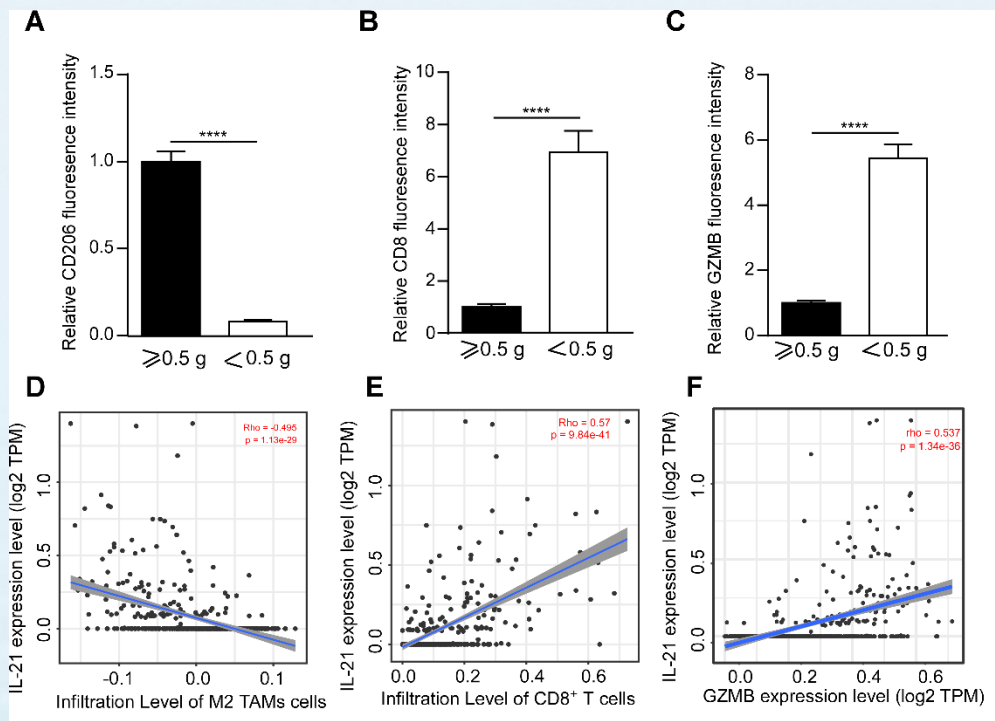 A
Relative CD206 fluoresence intensity
1.5
1.0
0.5
0.0
****
⩾0.5 g
<0.5 g
B
Relative CD8 fluoresence intensity
10
8
6
4
2
0
****
⩾0.5 g
<0.5 g
C
Relative GZMB fluoresence intensity
8
6
4
2
0
****
⩾0.5 g
<0.5 g
D
IL-21 expression level (log2 TPM)
1.0
0.5
0.0
Rho = -0.495
p = 1.13e-29
-0.1
0.0
0.1
Infiltration Level of M2 TAMs cells
E
IL-21 expression level (log2 TPM)
1.0
0.5
0.0
Rho = 0.57
p = 9.84e-41
0.0
0.2
0.4
0.6
Infiltration Level of CD8⁺ T cells
F
IL-21 expression level (log2 TPM)
1.0
0.5
0.0
rho = 0.537
p = 1.34e-36
0.0
0.2
0.4
0.6
GZMB expression level (log2 TPM)